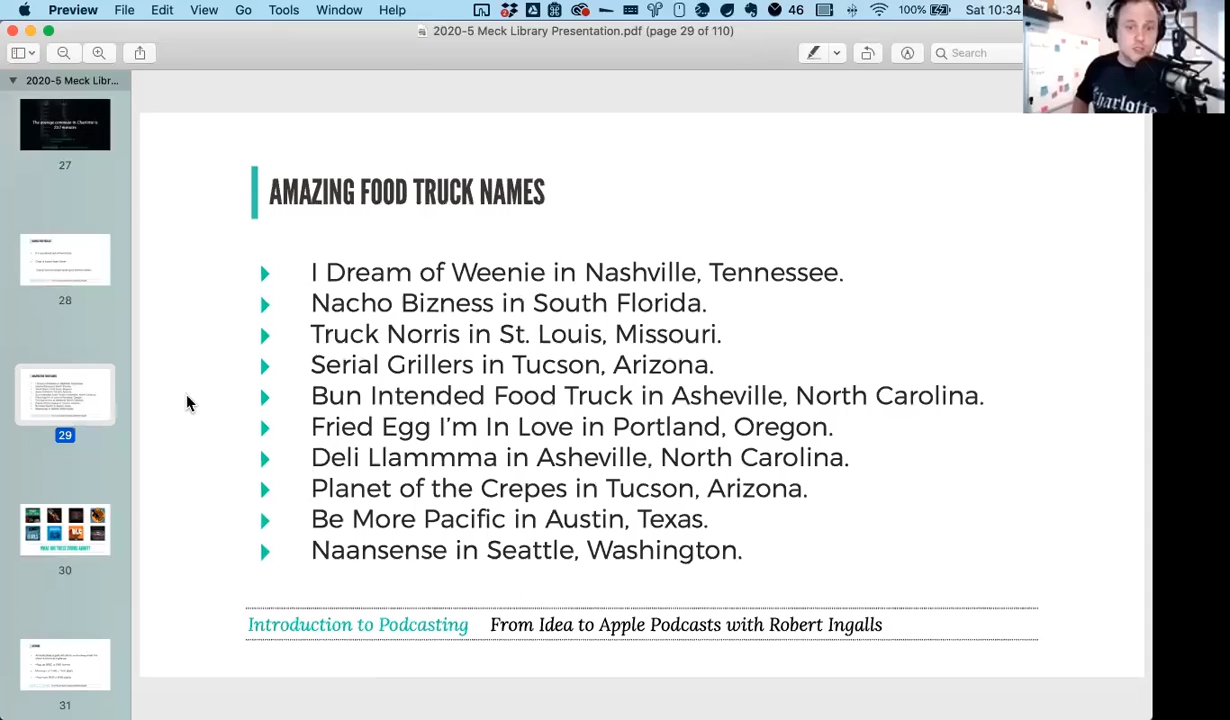 Preview File Edit View Go Tools Window Help 46 100% Sat 10:34
2020-5 Meck Library Presentation.pdf (page 29 of 110)
Search
2020-5 Meck Libr...
27
28
29
30
31
AMAZING FOOD TRUCK NAMES
I Dream of Weenie in Nashville, Tennessee.
Nacho Bizness in South Florida.
Truck Norris in St. Louis, Missouri.
Serial Grillers in Tucson, Arizona.
Bun Intended Food Truck in Asheville, North Carolina.
Fried Egg I'm In Love in Portland, Oregon.
Deli Llammma in Asheville, North Carolina.
Planet of the Crepes in Tucson, Arizona.
Be More Pacific in Austin, Texas.
Naansense in Seattle, Washington.
Introduction to Podcasting From Idea to Apple Podcasts with Robert Ingalls
Charlotte